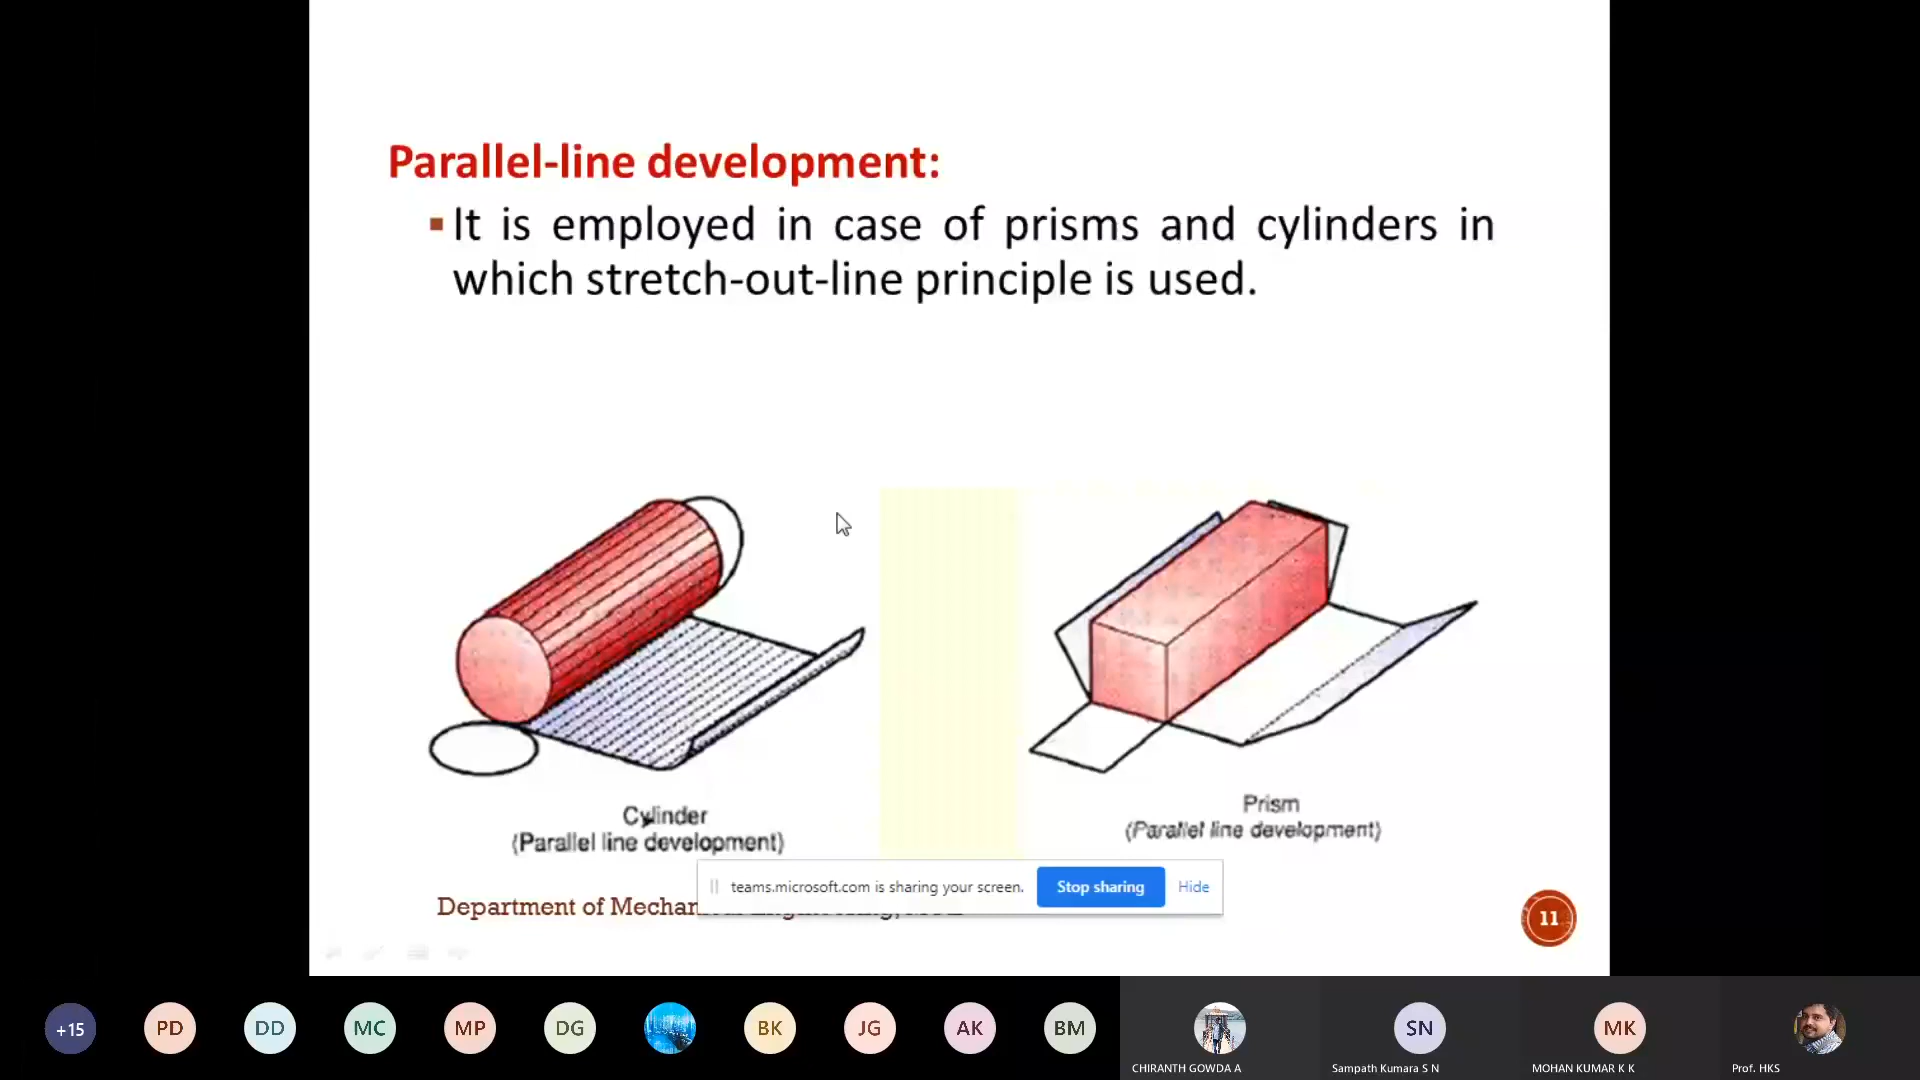 Parallel-line development:
▪ It is employed in case of prisms and cylinders in
which stretch-out-line principle is used.
Cylinder
(Parallel line development)
Prism
(Parallel line development)
teams.microsoft.com is sharing your screen.
Stop sharing
Hide
Department of
11
+15
PD
DD
MC
MP
DG
BK
JG
AK
BM
SN
MK
CHIRANTH GOWDA A
Sampath Kumara S N
MOHAN KUMAR K K
Prof. HKS